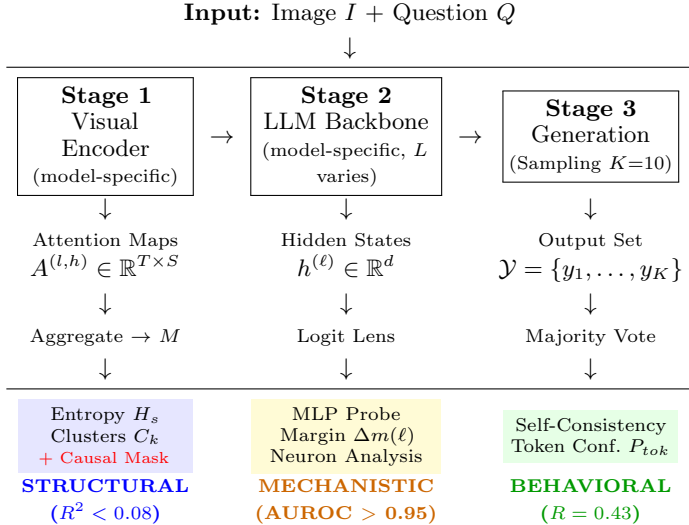 Input: Image I + Question Q
↓
Stage 1
Visual
Encoder
(model-specific)
→
Stage 2
LLM Backbone
(model-specific, L
varies)
→
Stage 3
Generation
(Sampling K=10)
↓ ↓ ↓
Attention Maps
A^{(l,h)} ∈ ℝ^{T×S}
Hidden States
h^{(ℓ)} ∈ ℝ^d
Output Set
𝒴 = {y_1, . . . , y_K}
↓ ↓ ↓
Aggregate → M
Logit Lens
Majority Vote
↓ ↓ ↓
Entropy H_s
Clusters C_k
+ Causal Mask
STRUCTURAL
(R² < 0.08)
MLP Probe
Margin Δm(ℓ)
Neuron Analysis
MECHANISTIC
(AUROC > 0.95)
Self-Consistency
Token Conf. P_{tok}
BEHAVIORAL
(R = 0.43)